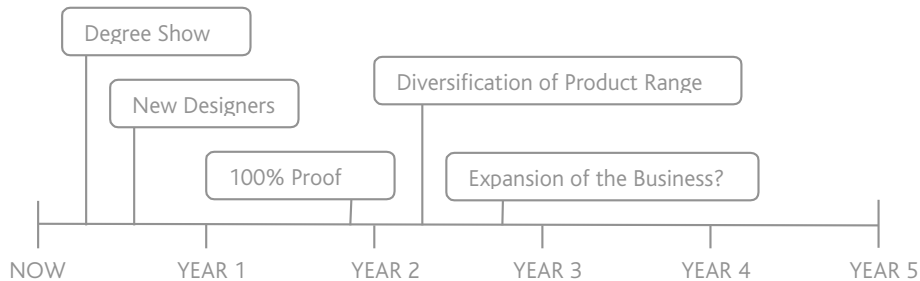 Degree Show
New Designers
Diversification of Product Range
100% Proof
Expansion of the Business?
NOW YEAR 1 YEAR 2 YEAR 3 YEAR 4 YEAR 5